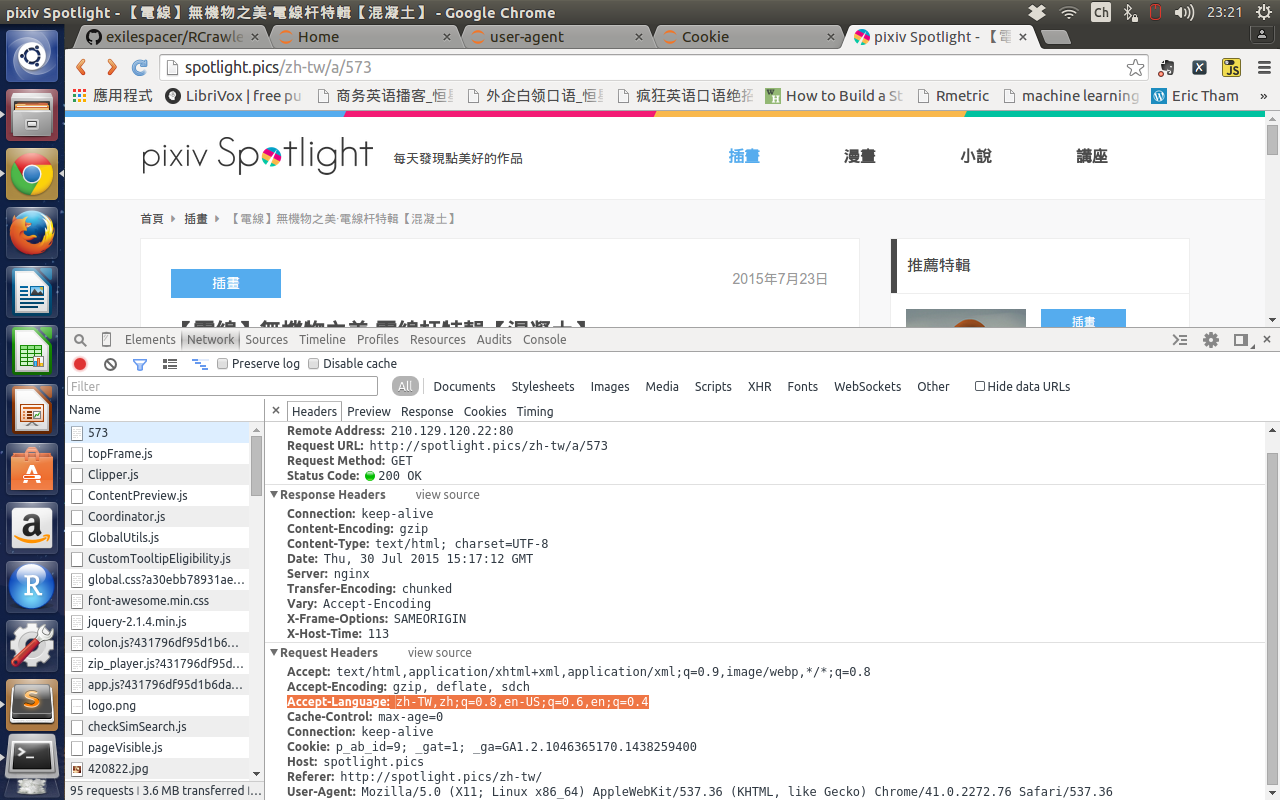 pixiv Spotlight - 【電線】無機物之美·電線杆特輯【混凝土】 - Google Chrome
Ch
23:21
exilespacer/RCrawle
Home
user-agent
Cookie
pixiv Spotlight - 【電
spotlight.pics/zh-tw/a/573
應用程式
LibriVox | free pu
商务英语播客_恒
外企白领口语_恒
疯狂英语口语绝招
How to Build a St
Rmetric
machine learning
Eric Tham
»
pixiv Spotlight
每天發現點美好的作品
插畫
漫畫
小說
講座
首頁
插畫
【電線】無機物之美·電線杆特輯【混凝土】
插畫
2015年7月23日
推薦特輯
【電線】無機物之美·電線杆特輯【混凝土】
插畫
Elements
Network
Sources
Timeline
Profiles
Resources
Audits
Console
Preserve log
Disable cache
Filter
All
Documents
Stylesheets
Images
Media
Scripts
XHR
Fonts
WebSockets
Other
Hide data URLs
Name
Headers
Preview
Response
Cookies
Timing
573
topFrame.js
Clipper.js
ContentPreview.js
Coordinator.js
GlobalUtils.js
CustomTooltipEligibility.js
global.css?a30ebb78931ae...
font-awesome.min.css
jquery-2.1.4.min.js
colon.js?431796df95d1b6...
zip_player.js?431796df95d...
app.js?431796df95d1b6da...
logo.png
checkSimSearch.js
pageVisible.js
420822.jpg
95 requests | 3.6 MB transferred |...
Remote Address: 210.129.120.22:80
Request URL: http://spotlight.pics/zh-tw/a/573
Request Method: GET
Status Code: 200 OK
Response Headers
view source
Connection: keep-alive
Content-Encoding: gzip
Content-Type: text/html; charset=UTF-8
Date: Thu, 30 Jul 2015 15:17:12 GMT
Server: nginx
Transfer-Encoding: chunked
Vary: Accept-Encoding
X-Frame-Options: SAMEORIGIN
X-Host-Time: 113
Request Headers
view source
Accept: text/html,application/xhtml+xml,application/xml;q=0.9,image/webp,*/*;q=0.8
Accept-Encoding: gzip, deflate, sdch
Accept-Language: zh-TW,zh;q=0.8,en-US;q=0.6,en;q=0.4
Cache-Control: max-age=0
Connection: keep-alive
Cookie: p_ab_id=9; _gat=1; _ga=GA1.2.1046365170.1438259400
Host: spotlight.pics
Referer: http://spotlight.pics/zh-tw/
User-Agent: Mozilla/5.0 (X11; Linux x86_64) AppleWebKit/537.36 (KHTML, like Gecko) Chrome/41.0.2272.76 Safari/537.36